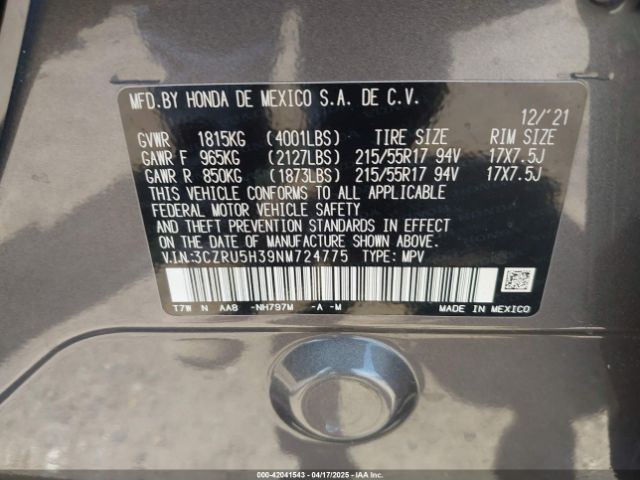 MFD.BY HONDA DE MEXICO S.A. DE C.V.
12/'21
GVWR 1815KG (4001LBS) TIRE SIZE RIM SIZE
GAWR F 965KG (2127LBS) 215/55R17 94V 17X7.5J
GAWR R 850KG (1873LBS) 215/55R17 94V 17X7.5J
THIS VEHICLE CONFORMS TO ALL APPLICABLE
FEDERAL MOTOR VEHICLE SAFETY
AND THEFT PREVENTION STANDARDS IN EFFECT
ON THE DATE OF MANUFACTURE SHOWN ABOVE.
V.I.N.:3CZRU5H39NM724775 TYPE: MPV
T7W N AA8 -NH797M -A -M MADE IN MEXICO
000-42041543 | 04/17/2025 | IAA Inc.